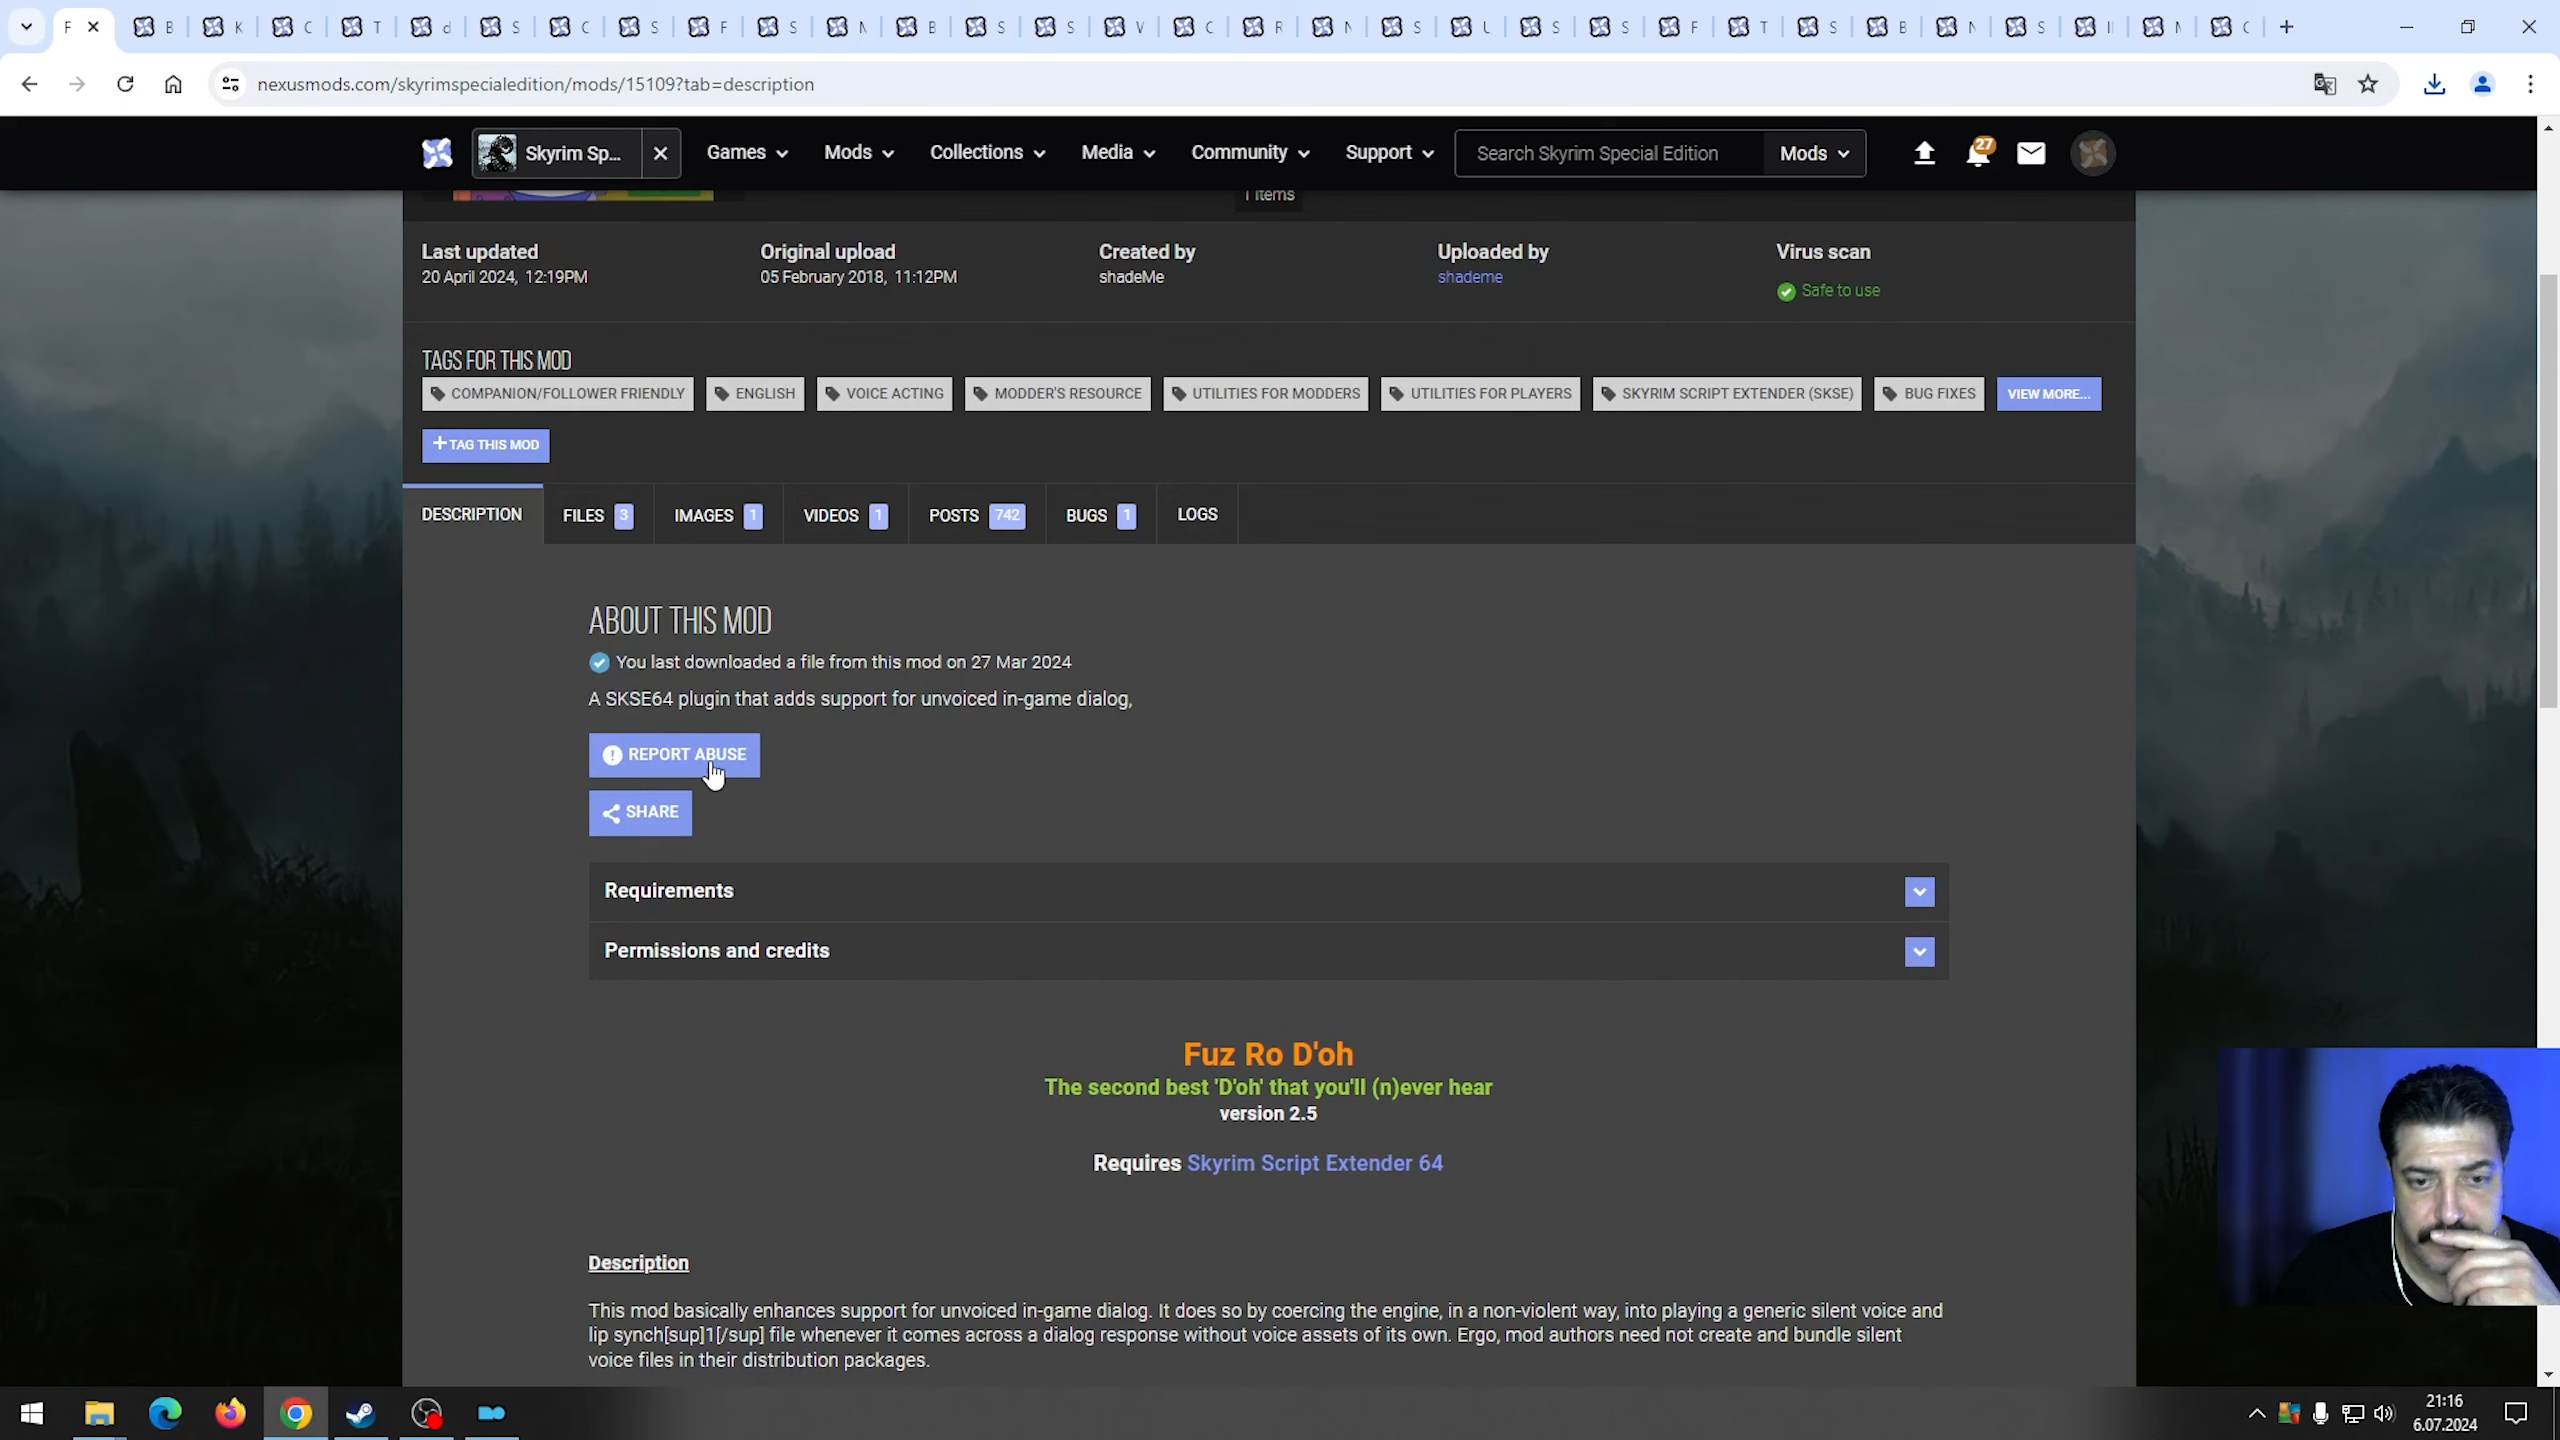 F
B
K
C
T
d
S
C
S
F
S
M
B
S
S
V
C
R
N
S
U
S
S
F
T
S
B
N
S
I
M
C
nexusmods.com/skyrimspecialedition/mods/15109?tab=description
Skyrim Sp...
Games
Mods
Collections
Media
Community
Support
Search Skyrim Special Edition
Mods
27
1 items
Last updated
20 April 2024, 12:19PM
Original upload
05 February 2018, 11:12PM
Created by
shadeMe
Uploaded by
shademe
Virus scan
Safe to use
TAGS FOR THIS MOD
COMPANION/FOLLOWER FRIENDLY
ENGLISH
VOICE ACTING
MODDER'S RESOURCE
UTILITIES FOR MODDERS
UTILITIES FOR PLAYERS
SKYRIM SCRIPT EXTENDER (SKSE)
BUG FIXES
VIEW MORE...
+TAG THIS MOD
DESCRIPTION
FILES 3
IMAGES 1
VIDEOS 1
POSTS 742
BUGS 1
LOGS
ABOUT THIS MOD
You last downloaded a file from this mod on 27 Mar 2024
A SKSE64 plugin that adds support for unvoiced in-game dialog,
REPORT ABUSE
SHARE
Requirements
Permissions and credits
Fuz Ro D'oh
The second best 'D'oh' that you'll (n)ever hear
version 2.5
Requires Skyrim Script Extender 64
Description
This mod basically enhances support for unvoiced in-game dialog. It does so by coercing the engine, in a non-violent way, into playing a generic silent voice and
lip synch[sup]1[/sup] file whenever it comes across a dialog response without voice assets of its own. Ergo, mod authors need not create and bundle silent
voice files in their distribution packages.
21:16
6.07.2024